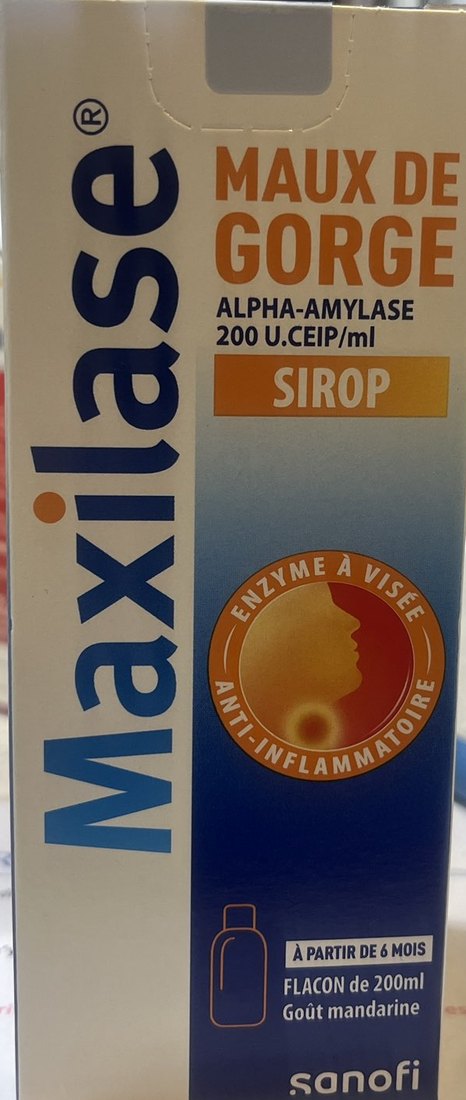 Maxilase®
MAUX DE
GORGE
ALPHA-AMYLASE
200 U.CEIP/ml
SIROP
ENZYME À VISÉE
ANTI-INFLAMMATOIRE
À PARTIR DE 6 MOIS
FLACON de 200ml
Goût mandarine
sanofi